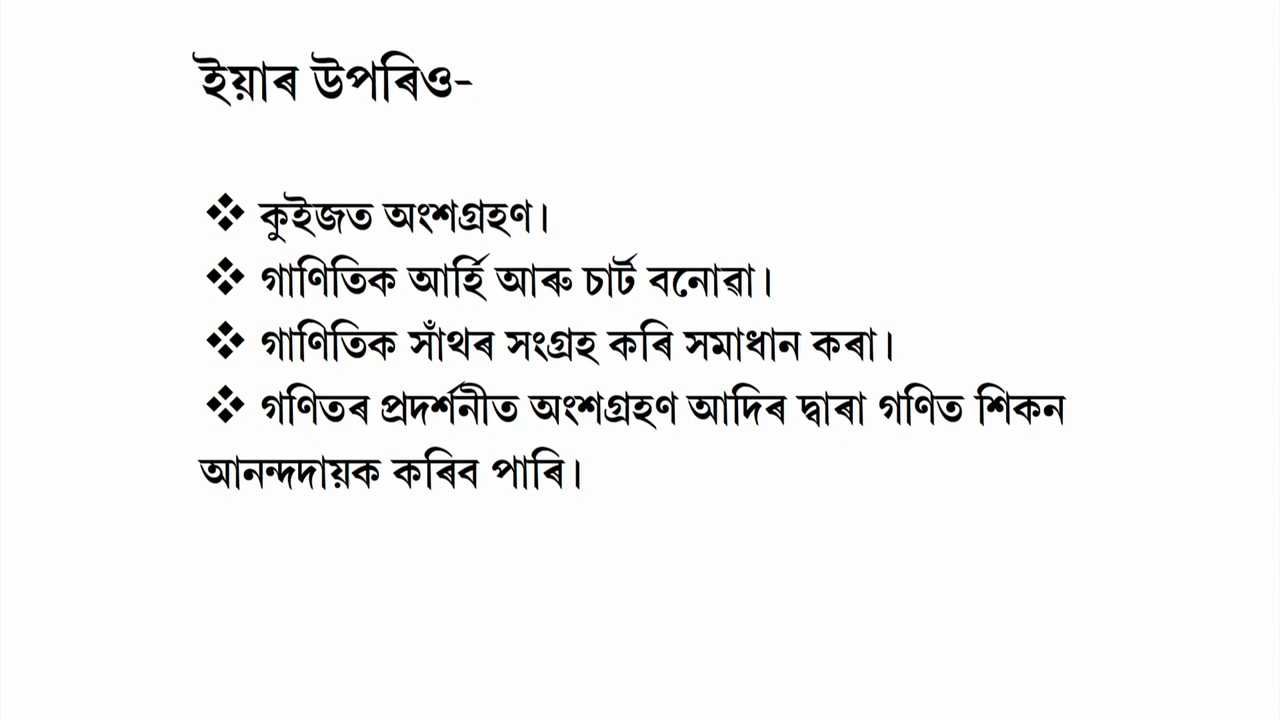 ইয়াৰ উপৰিও-
❖ কুইজত অংশগ্ৰহণ।
❖ গাণিতিক আৰ্হি আৰু চাৰ্ট বনোৱা।
❖ গাণিতিক সাঁথৰ সংগ্ৰহ কৰি সমাধান কৰা।
❖ গণিতৰ প্ৰদৰ্শনীত অংশগ্ৰহণ আদিৰ দ্বাৰা গণিত শিকন
আনন্দদায়ক কৰিব পাৰি।